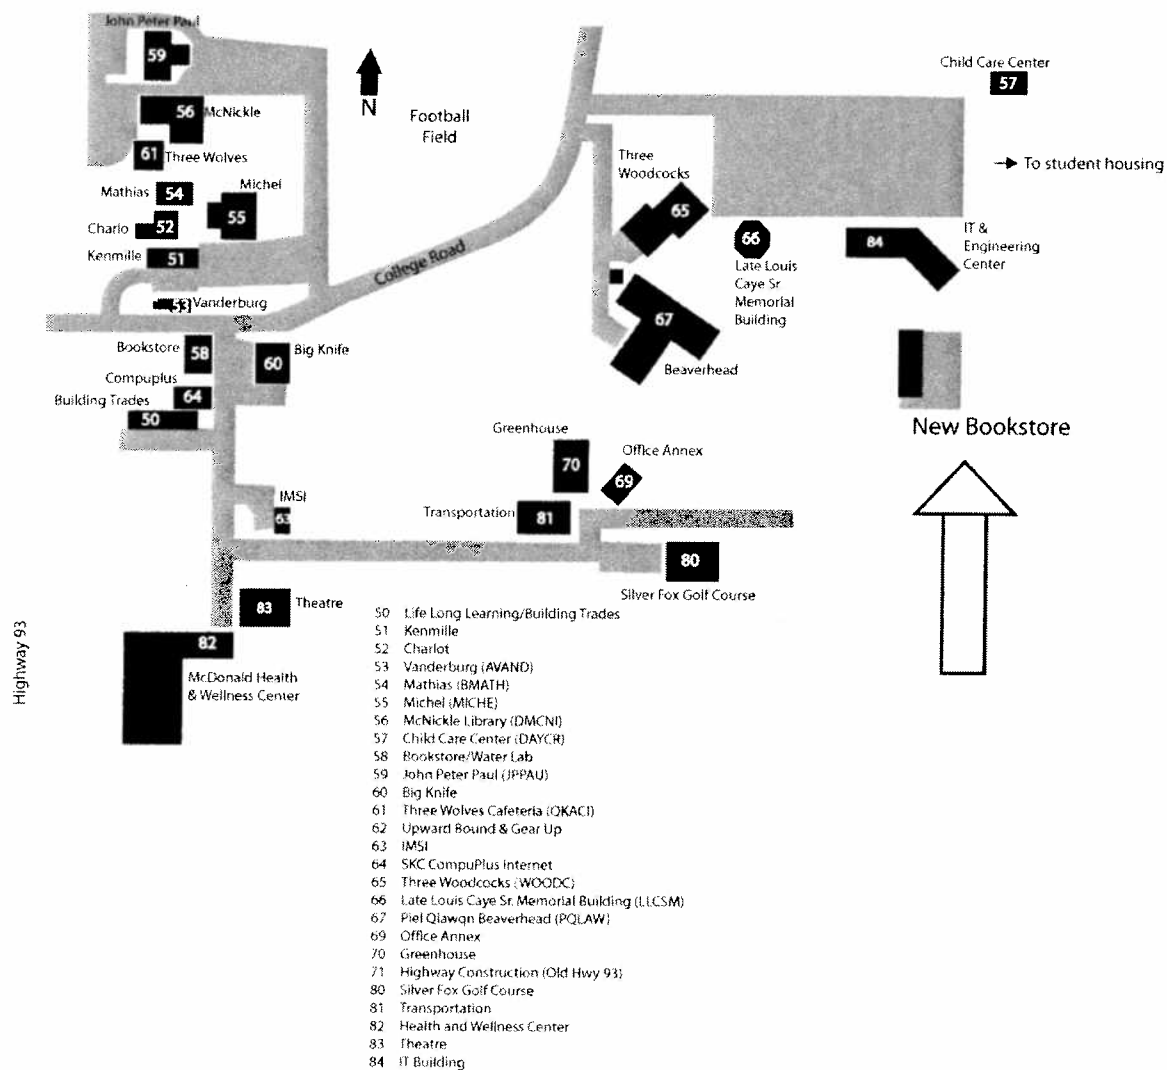 John Peter Paul
59
N
Football
Field
Child Care Center
57
56 McNickle
61 Three Wolves
Mathias 54
Michel
55
Charlo 52
Kenmille 51
53 Vanderburg
College Road
Three
Woodcocks
65
→ To student housing
66
Late Louis
Caye Sr
Memorial
Building
84
IT &
Engineering
Center
67
Beaverhead
Bookstore 58
60 Big Knife
Compuplus
64
Building Trades
50
New Bookstore
Greenhouse
70
Office Annex
69
IMSI
63
Transportation 81
80
Silver Fox Golf Course
83 Theatre
82
McDonald Health
& Wellness Center
Highway 93
50 Life Long Learning/Building Trades
51 Kenmille
52 Charlot
53 Vanderburg (AVAND)
54 Mathias (BMATH)
55 Michel (MICHE)
56 McNickle Library (DMCNI)
57 Child Care Center (DAYCR)
58 Bookstore/Water Lab
59 John Peter Paul (JPPAU)
60 Big Knife
61 Three Wolves Cafeteria (QKACI)
62 Upward Bound & Gear Up
63 IMSI
64 SKC CompuPlus Internet
65 Three Woodcocks (WOODC)
66 Late Louis Caye Sr. Memorial Building (LLCSM)
67 Piel Qlawqn Beaverhead (PQLAW)
69 Office Annex
70 Greenhouse
71 Highway Construction (Old Hwy 93)
80 Silver Fox Golf Course
81 Transportation
82 Health and Wellness Center
83 Theatre
84 IT Building